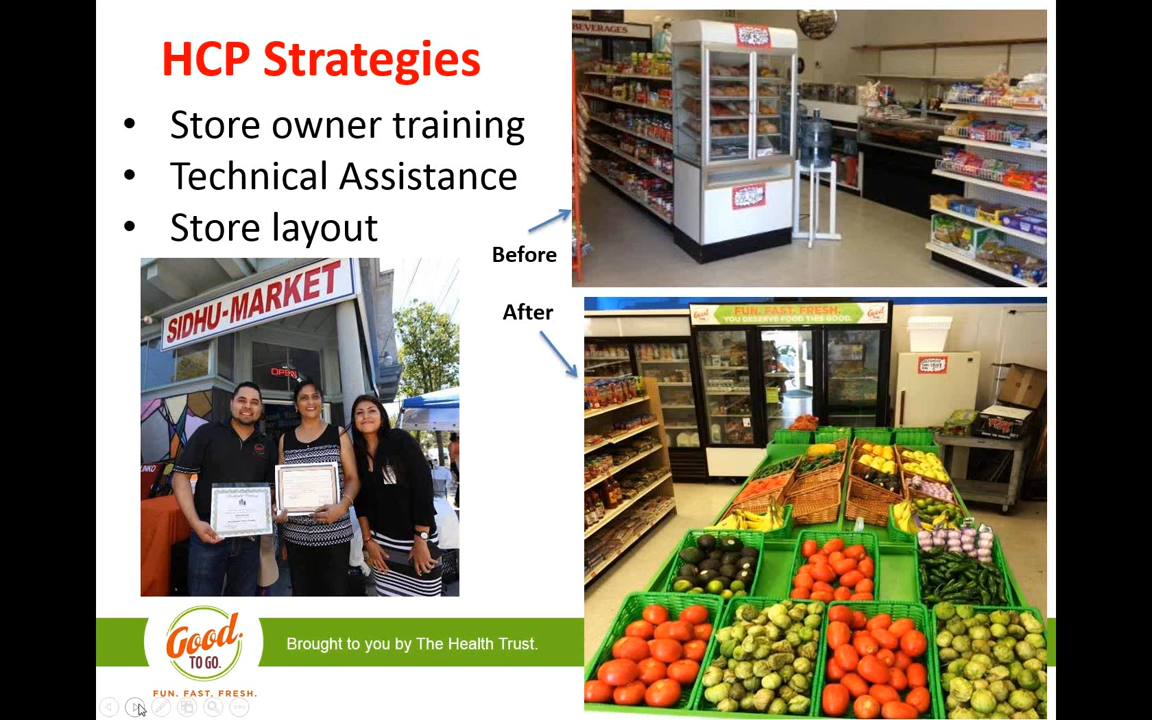 HCP Strategies
• Store owner training
• Technical Assistance
• Store layout
Before
After
BEVERAGES
SIDHU-MARKET
OPEN
Good.
FUN. FAST. FRESH.
YOU DESERVE FOOD THIS GOOD.
Good.
TO GO.
FUN. FAST. FRESH.
Brought to you by The Health Trust.